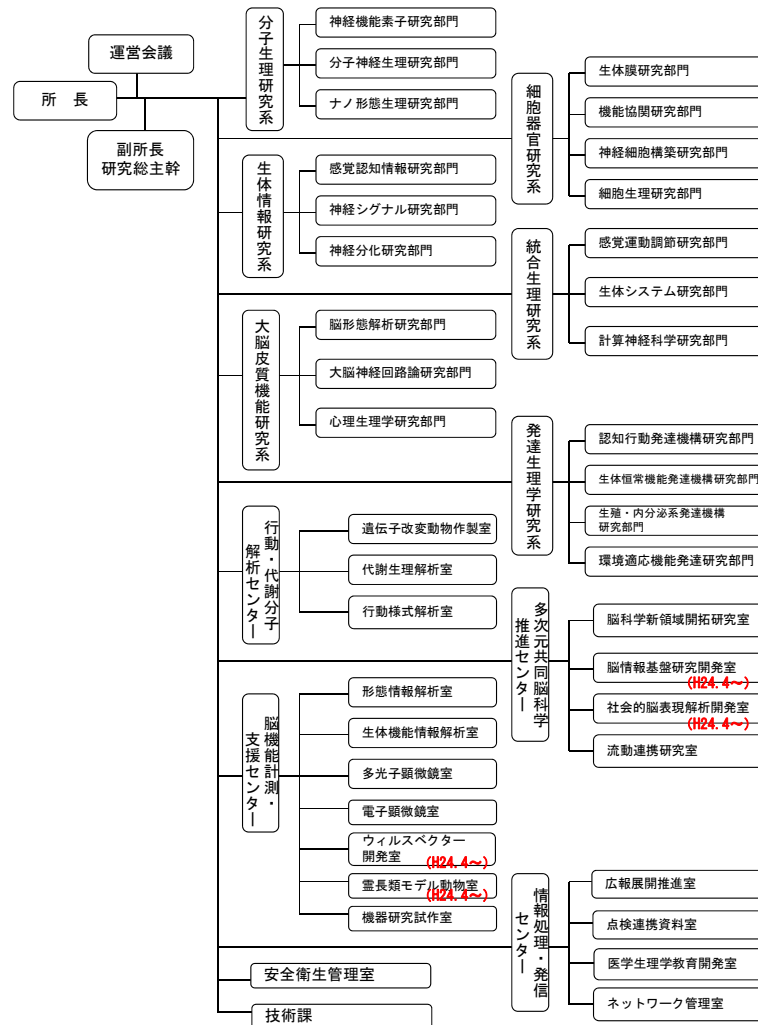 運営会議
所　長
副所長
研究総主幹
分子生理研究系
神経機能素子研究部門
分子神経生理研究部門
ナノ形態生理研究部門
細胞器官研究系
生体膜研究部門
機能協関研究部門
神経細胞構築研究部門
細胞生理研究部門
生体情報研究系
感覚認知情報研究部門
神経シグナル研究部門
神経分化研究部門
統合生理研究系
感覚運動調節研究部門
生体システム研究部門
計算神経科学研究部門
大脳皮質機能研究系
脳形態解析研究部門
大脳神経回路論研究部門
心理生理学研究部門
発達生理学研究系
認知行動発達機構研究部門
生体恒常機能発達機構研究部門
生殖・内分泌系発達機構
研究部門
環境適応機能発達研究部門
行動・代謝分子
解析センター
遺伝子改変動物作製室
代謝生理解析室
行動様式解析室
多次元共同脳科学
推進センター
脳科学新領域開拓研究室
脳情報基盤研究開発室
(H24.4～)
社会的脳表現解析開発室
(H24.4～)
流動連携研究室
脳機能計測・
支援センター
形態情報解析室
生体機能情報解析室
多光子顕微鏡室
電子顕微鏡室
ウィルスベクター
開発室
(H24.4～)
霊長類モデル動物室
(H24.4～)
機器研究試作室
情報処理・発信
センター
広報展開推進室
点検連携資料室
医学生理学教育開発室
ネットワーク管理室
安全衛生管理室
技術課